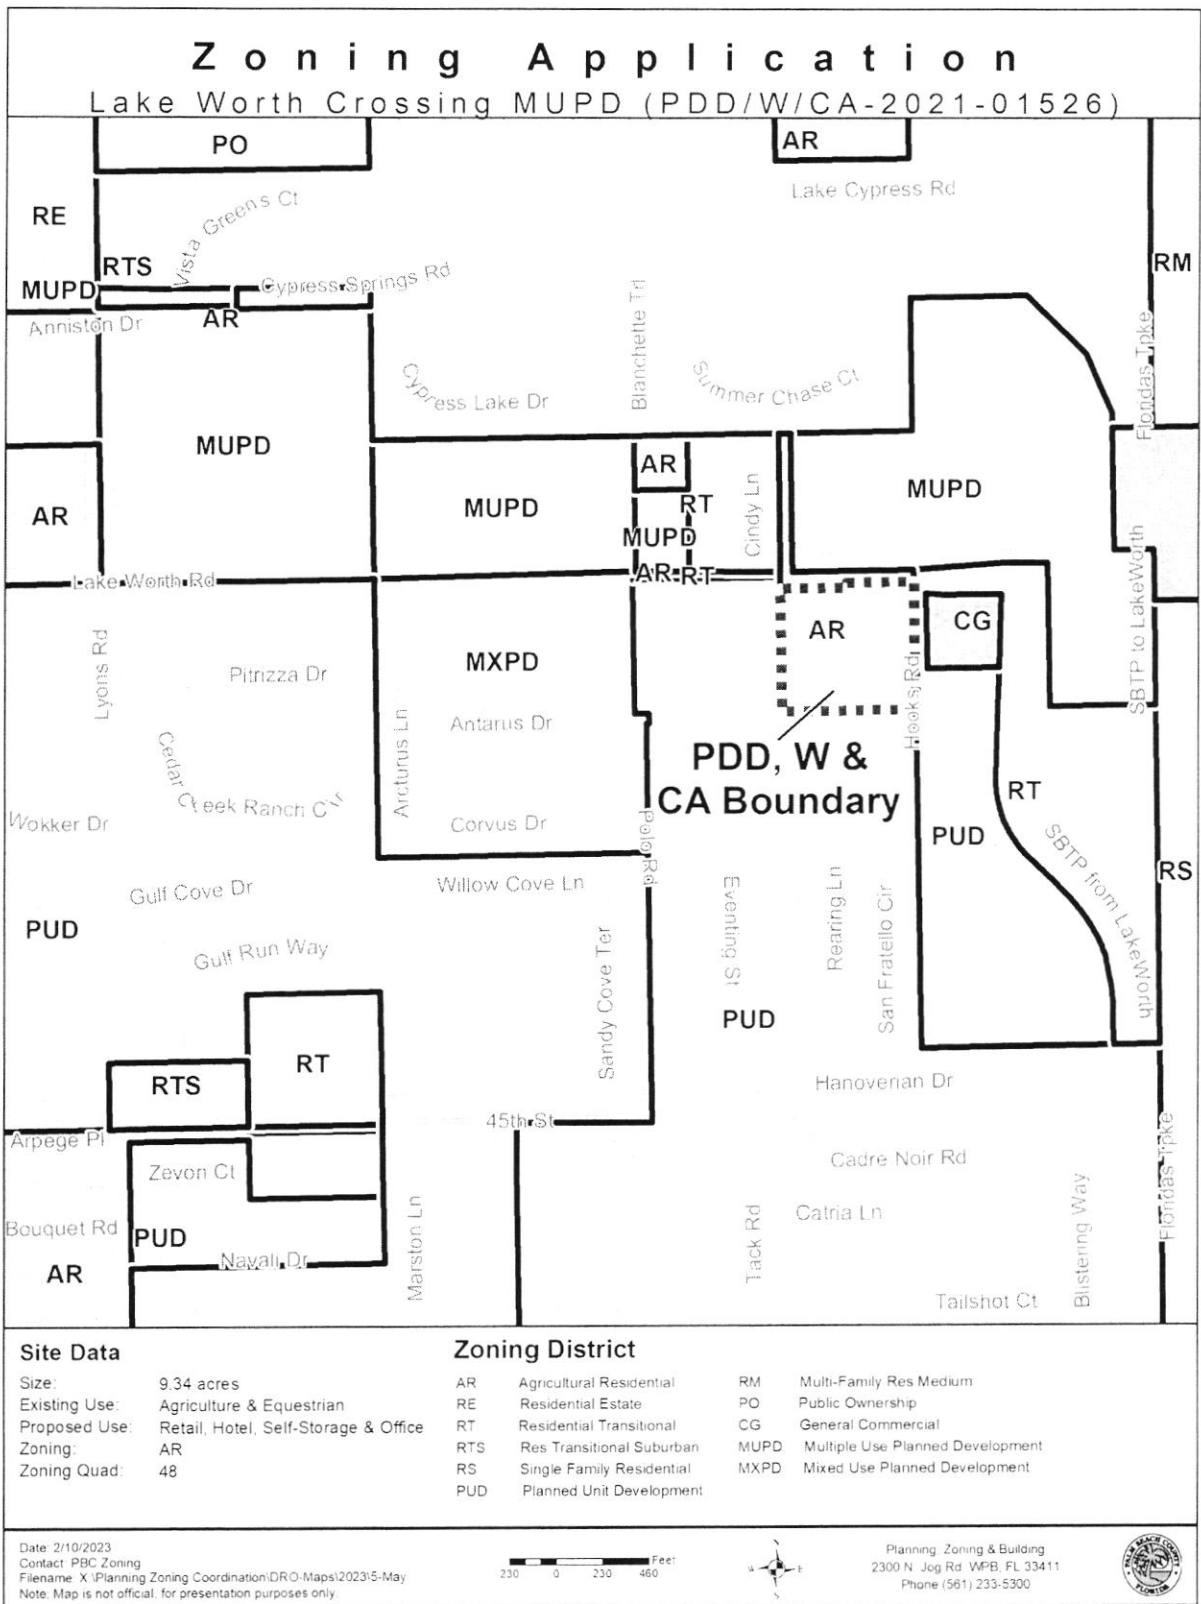 Zoning Application
Lake Worth Crossing MUPD (PDD/W/CA-2021-01526)
PO
AR
Lake Cypress Rd
RE
Vista Greens Ct
RTS
RM
MUPD
Cypress Springs Rd
Anniston Dr
AR
Blanchette Trl
Floridas Tpke
Cypress Lake Dr
Summer Chase Ct
MUPD
AR
AR
MUPD
RT
Cindy Ln
MUPD
MUPD
AR RT
Lake Worth Rd
SBTP to LakeWorth
Lyons Rd
Pitrizza Dr
MXPD
AR
CG
Hooks Rd
Antarus Dr
Arcturus Ln
Cedar Creek Ranch Cir
PDD, W &
CA Boundary
RT
Wokker Dr
Corvus Dr
Polo Rd
PUD
SBTP from LakeWorth
RS
Gulf Cove Dr
Willow Cove Ln
Eventing St
Rearing Ln
San Fratello Cir
PUD
Gulf Run Way
Sandy Cove Ter
PUD
RT
RTS
Hanoverian Dr
45th St
Arpege Pl
Zevon Ct
Cadre Noir Rd
Floridas Tpke
Bouquet Rd
PUD
Marston Ln
Tack Rd
Catria Ln
Blistering Way
Navali Dr
AR
Tailshot Ct
Site Data
Size: 9.34 acres
Existing Use: Agriculture & Equestrian
Proposed Use: Retail, Hotel, Self-Storage & Office
Zoning: AR
Zoning Quad: 48
Zoning District
AR Agricultural Residential
RE Residential Estate
RT Residential Transitional
RTS Res Transitional Suburban
RS Single Family Residential
PUD Planned Unit Development
RM Multi-Family Res Medium
PO Public Ownership
CG General Commercial
MUPD Multiple Use Planned Development
MXPD Mixed Use Planned Development
Date: 2/10/2023
Contact: PBC Zoning
Filename: X:\Planning Zoning Coordination\DRO-Maps\2023\5-May
Note: Map is not official, for presentation purposes only.
Feet
230 0 230 460
E
Planning, Zoning & Building
2300 N. Jog Rd. WPB, FL 33411
Phone (561) 233-5300
PALM BEACH COUNTY
FLORIDA